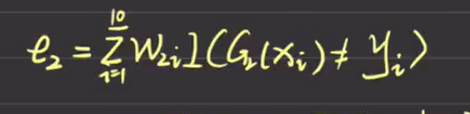 e₂ = Σ_{i=1}^{10} W₂ᵢ I(G₂(xᵢ) ≠ yᵢ)